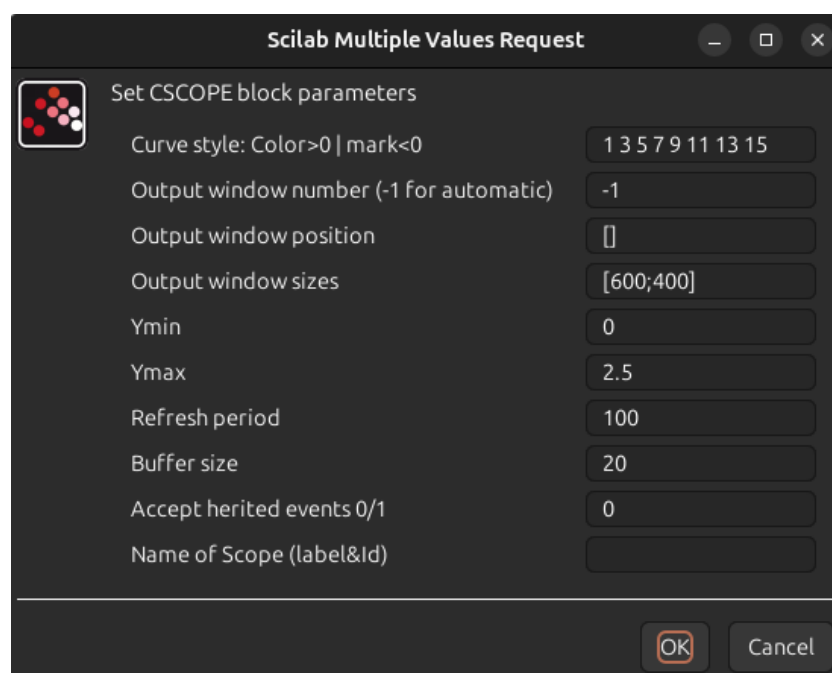 Scilab Multiple Values Request
Set CSCOPE block parameters
Curve style: Color>0 | mark<0 1 3 5 7 9 11 13 15
Output window number (-1 for automatic) -1
Output window position []
Output window sizes [600;400]
Ymin 0
Ymax 2.5
Refresh period 100
Buffer size 20
Accept herited events 0/1 0
Name of Scope (label&Id)
OK Cancel